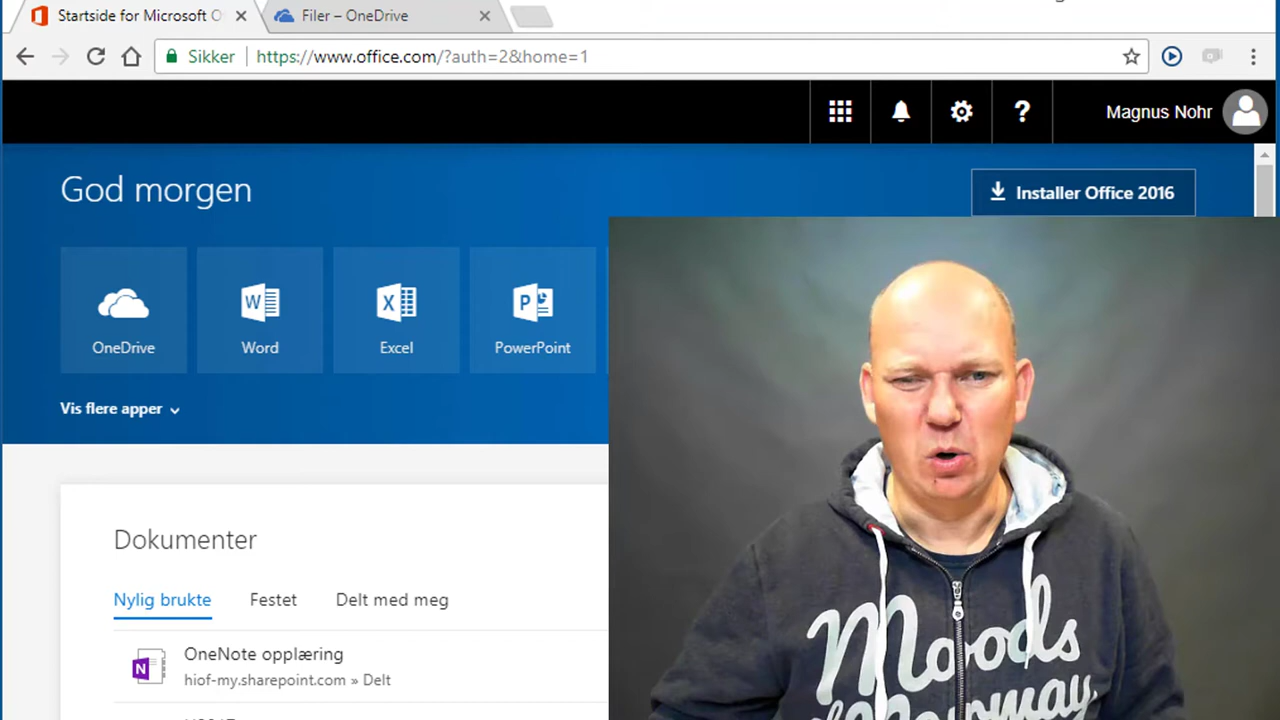 Startside for Microsoft O
Filer – OneDrive
Sikker
https://www.office.com/?auth=2&home=1
Magnus Nohr
God morgen
Installer Office 2016
OneDrive
Word
Excel
PowerPoint
Vis flere apper
Dokumenter
Nylig brukte
Festet
Delt med meg
OneNote opplæring
hiof-my.sharepoint.com » Delt
Moods
of Norway